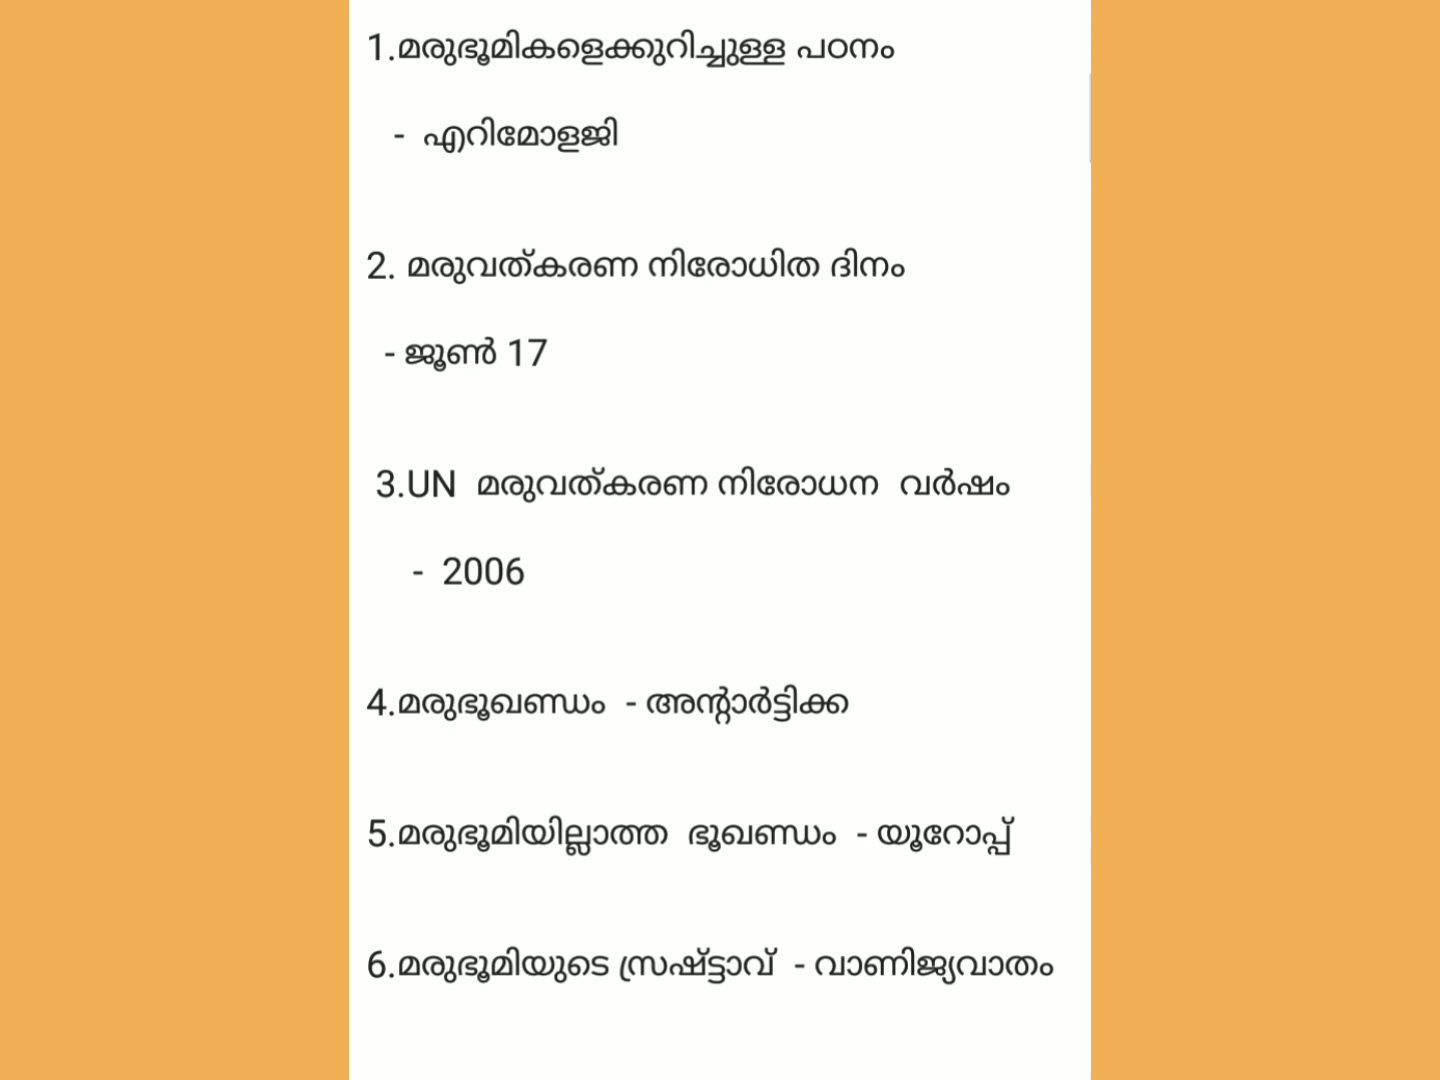 1.മരുഭൂമികളെക്കുറിച്ചുള്ള പഠനം
- എറിമോളജി
2. മരുവത്കരണ നിരോധിത ദിനം
- ജൂൺ 17
3.UN മരുവത്കരണ നിരോധന വർഷം
- 2006
4.മരുഭൂഖണ്ഡം - അന്റാർട്ടിക്ക
5.മരുഭൂമിയില്ലാത്ത ഭൂഖണ്ഡം - യൂറോപ്പ്
6.മരുഭൂമിയുടെ സ്രഷ്ട്ടാവ് - വാണിജ്യവാതം